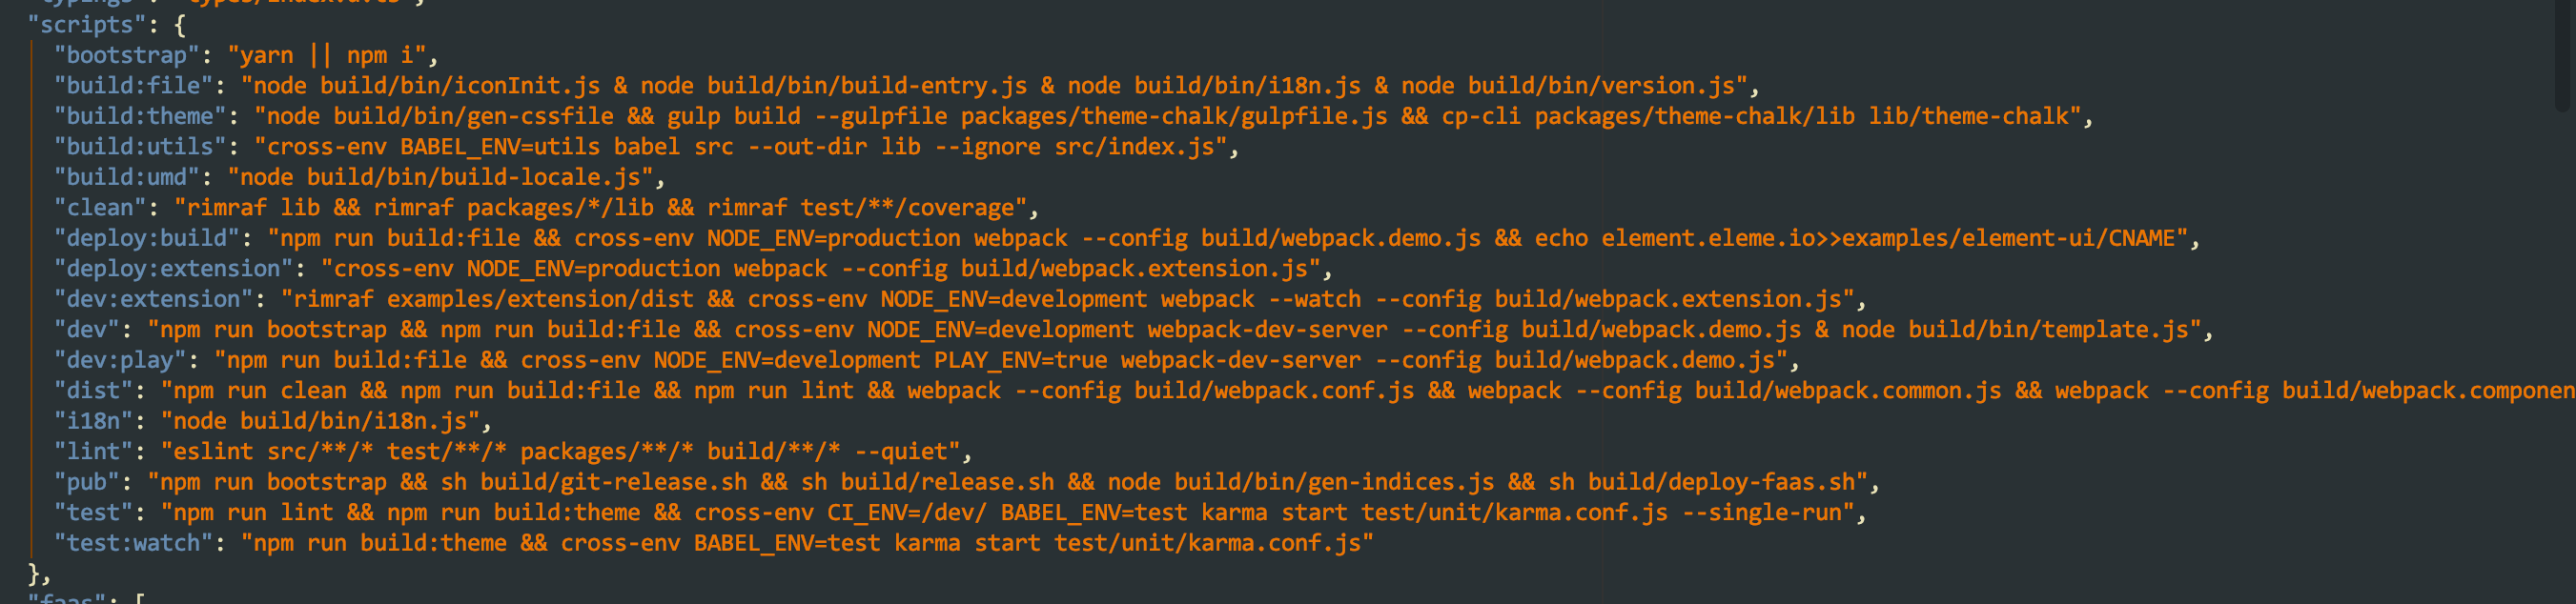 "scripts": {
"bootstrap": "yarn || npm i",
"build:file": "node build/bin/iconInit.js & node build/bin/build-entry.js & node build/bin/i18n.js & node build/bin/version.js",
"build:theme": "node build/bin/gen-cssfile && gulp build --gulpfile packages/theme-chalk/gulpfile.js && cp-cli packages/theme-chalk/lib lib/theme-chalk",
"build:utils": "cross-env BABEL_ENV=utils babel src --out-dir lib --ignore src/index.js",
"build:umd": "node build/bin/build-locale.js",
"clean": "rimraf lib && rimraf packages/*/lib && rimraf test/**/coverage",
"deploy:build": "npm run build:file && cross-env NODE_ENV=production webpack --config build/webpack.demo.js && echo element.eleme.io>>examples/element-ui/CNAME",
"deploy:extension": "cross-env NODE_ENV=production webpack --config build/webpack.extension.js",
"dev:extension": "rimraf examples/extension/dist && cross-env NODE_ENV=development webpack --watch --config build/webpack.extension.js",
"dev": "npm run bootstrap && npm run build:file && cross-env NODE_ENV=development webpack-dev-server --config build/webpack.demo.js & node build/bin/template.js",
"dev:play": "npm run build:file && cross-env NODE_ENV=development PLAY_ENV=true webpack-dev-server --config build/webpack.demo.js",
"dist": "npm run clean && npm run build:file && npm run lint && webpack --config build/webpack.conf.js && webpack --config build/webpack.common.js && webpack --config build/webpack.componen
"i18n": "node build/bin/i18n.js",
"lint": "eslint src/**/* test/**/* packages/**/* build/**/* --quiet",
"pub": "npm run bootstrap && sh build/git-release.sh && sh build/release.sh && node build/bin/gen-indices.js && sh build/deploy-faas.sh",
"test": "npm run lint && npm run build:theme && cross-env CI_ENV=/dev/ BABEL_ENV=test karma start test/unit/karma.conf.js --single-run",
"test:watch": "npm run build:theme && cross-env BABEL_ENV=test karma start test/unit/karma.conf.js"
},
"faas": [